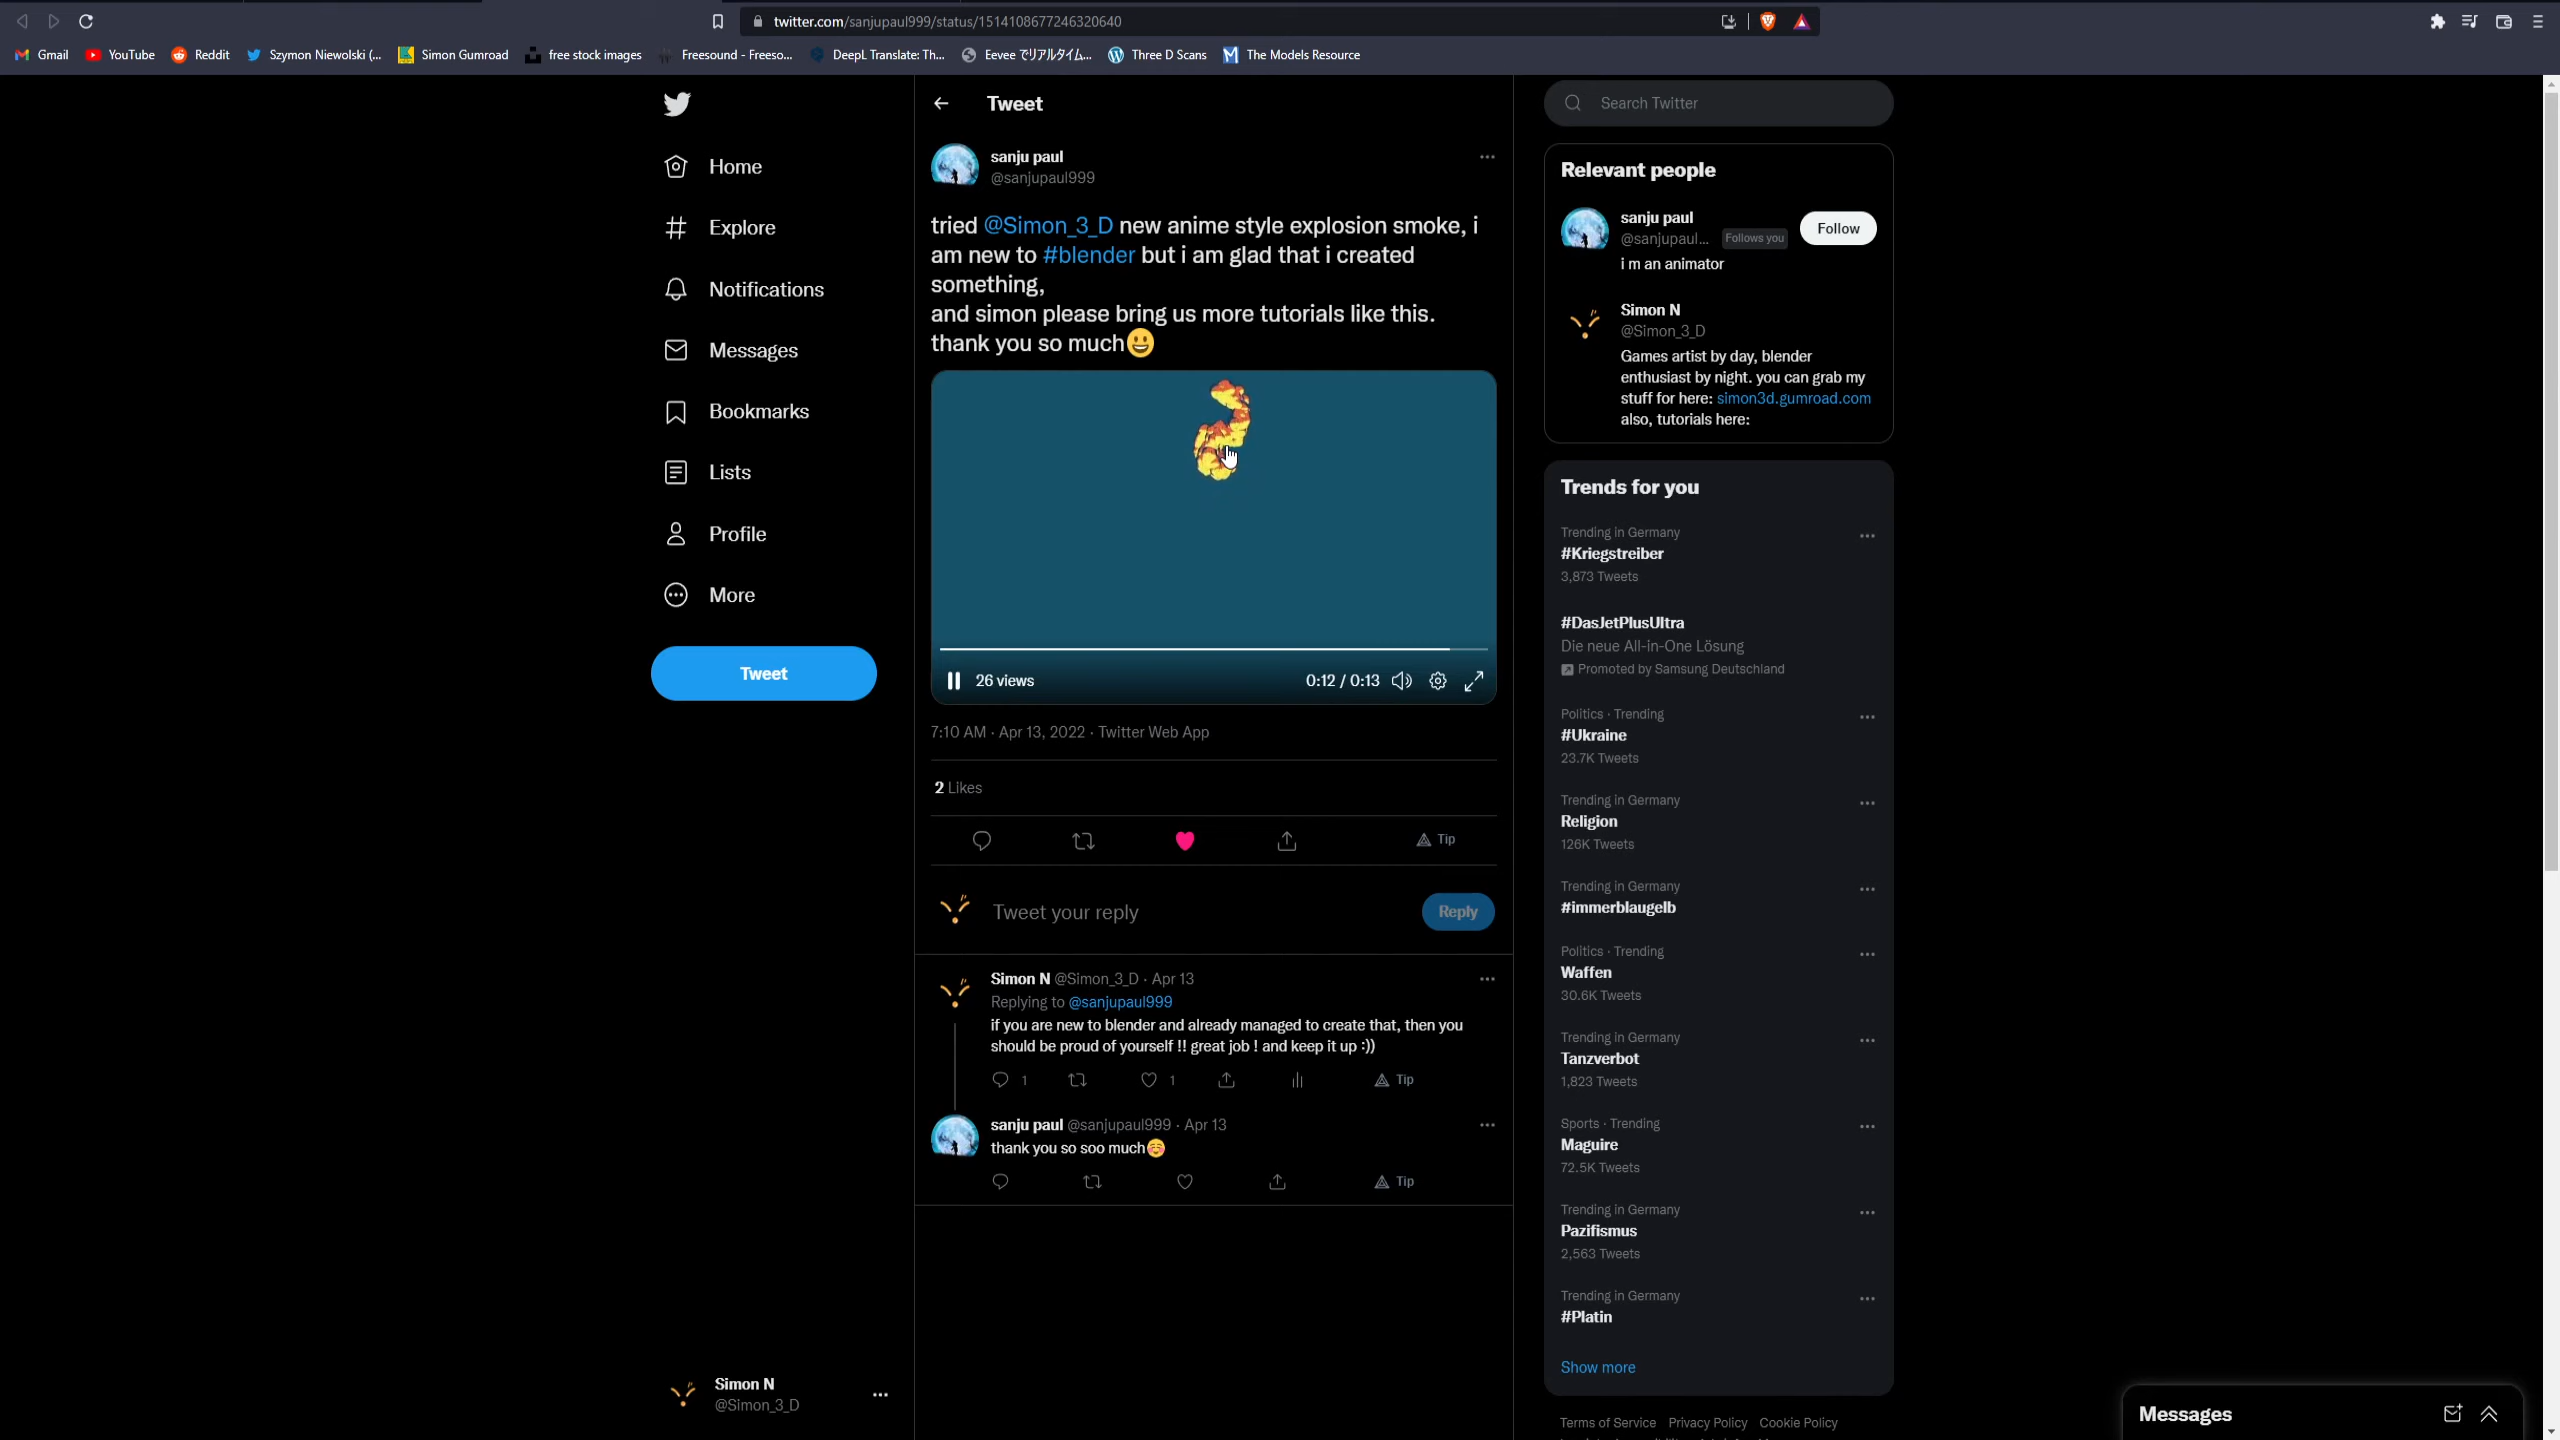 twitter.com/sanjupaul999/status/1514108677246320640
Gmail
YouTube
Reddit
Szymon Niewolski (...
Simon Gumroad
free stock images
Freesound - Freeso...
DeepL Translate: Th...
Eevee でリアルタイム...
Three D Scans
The Models Resource
Home
Explore
Notifications
Messages
Bookmarks
Lists
Profile
More
Tweet
Simon N
@Simon_3_D
Tweet
sanju paul
@sanjupaul999
tried @Simon_3_D new anime style explosion smoke, i
am new to #blender but i am glad that i created
something,
and simon please bring us more tutorials like this.
thank you so much😀
26 views
0:12 / 0:13
7:10 AM · Apr 13, 2022 · Twitter Web App
2 Likes
Tip
Tweet your reply
Reply
Simon N @Simon_3_D · Apr 13
Replying to @sanjupaul999
if you are new to blender and already managed to create that, then you
should be proud of yourself !! great job ! and keep it up :))
1
1
Tip
sanju paul @sanjupaul999 · Apr 13
thank you so soo much☺️
Tip
Search Twitter
Relevant people
sanju paul
@sanjupaul... Follows you
Follow
i m an animator
Simon N
@Simon_3_D
Games artist by day, blender
enthusiast by night. you can grab my
stuff for here: simon3d.gumroad.com
also, tutorials here:
Trends for you
Trending in Germany
#Kriegstreiber
3,873 Tweets
#DasJetPlusUltra
Die neue All-in-One Lösung
Promoted by Samsung Deutschland
Politics · Trending
#Ukraine
23.7K Tweets
Trending in Germany
Religion
126K Tweets
Trending in Germany
#immerblaugelb
Politics · Trending
Waffen
30.6K Tweets
Trending in Germany
Tanzverbot
1,823 Tweets
Sports · Trending
Maguire
72.5K Tweets
Trending in Germany
Pazifismus
2,563 Tweets
Trending in Germany
#Platin
Show more
Terms of Service Privacy Policy Cookie Policy
Messages